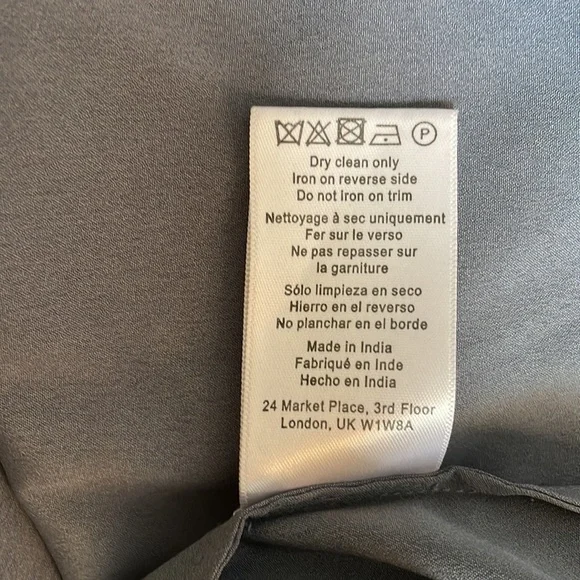 P
Dry clean only
Iron on reverse side
Do not Iron on trim
Nettoyage à sec uniquement
Fer sur le verso
Ne pas repasser sur
la garniture
Sólo limpieza en seco
Hierro en el reverso
No planchar en el borde
Made in India
Fabriqué en Inde
Hecho en India
24 Market Place, 3rd Floor
London, UK W1W8A